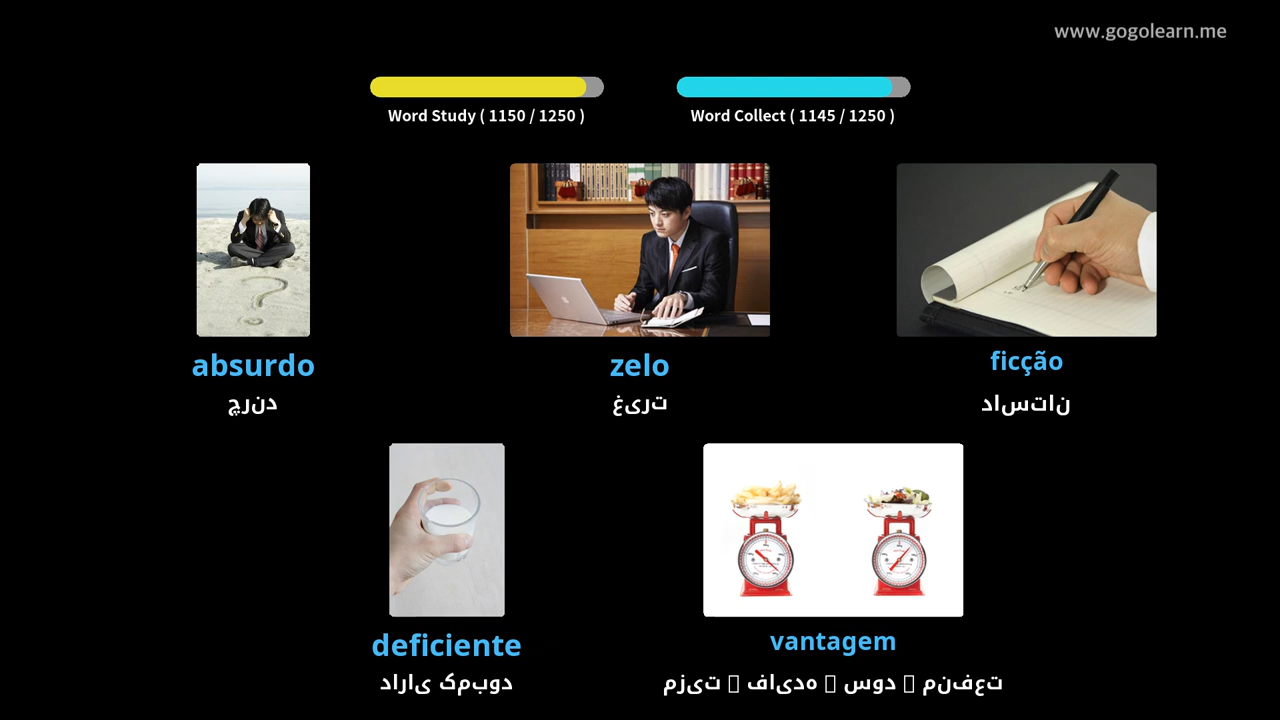 www.gogolearn.me
Word Study ( 1150 / 1250 )
Word Collect ( 1145 / 1250 )
absurdo
دنرچ
zelo
تریغ
ficção
ناتساد
deficiente
دوبمک یاراد
vantagem
تعفنم ▯ دوس ▯ هدیاف ▯ تیزم